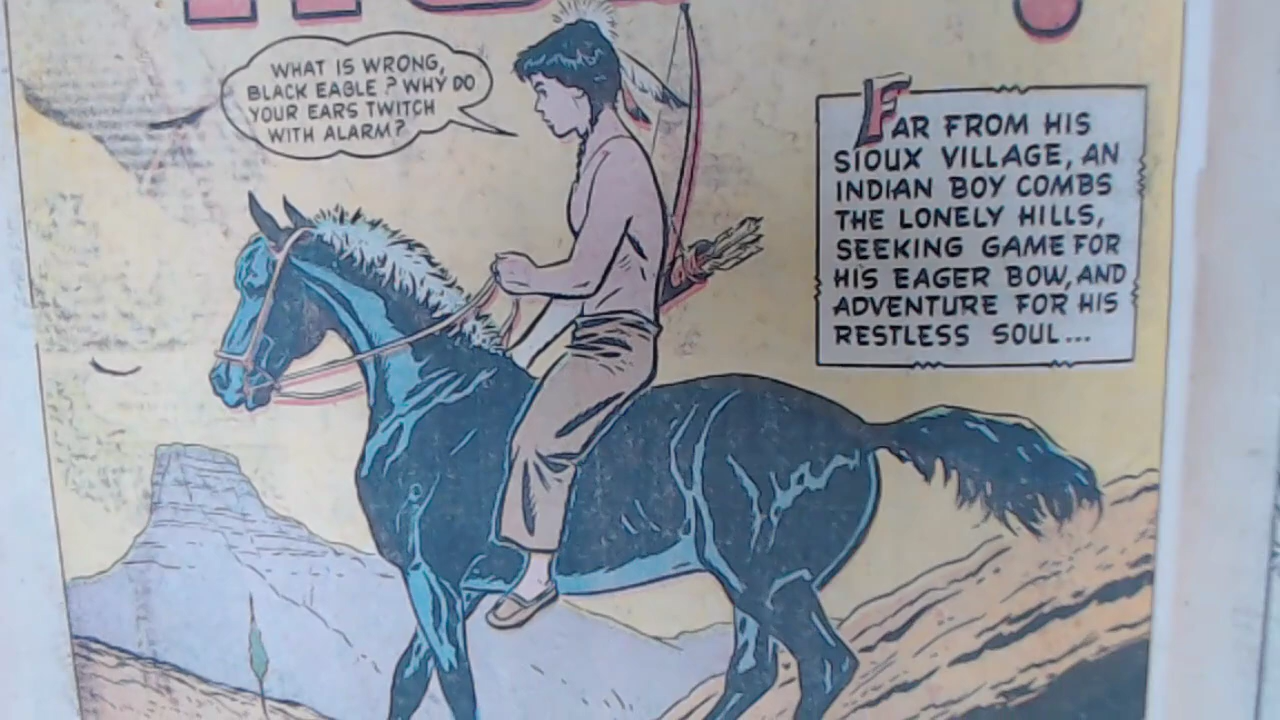 WHAT IS WRONG,
BLACK EAGLE? WHY DO
YOUR EARS TWITCH
WITH ALARM?
FAR FROM HIS
SIOUX VILLAGE, AN
INDIAN BOY COMBS
THE LONELY HILLS,
SEEKING GAME FOR
HIS EAGER BOW, AND
ADVENTURE FOR HIS
RESTLESS SOUL...